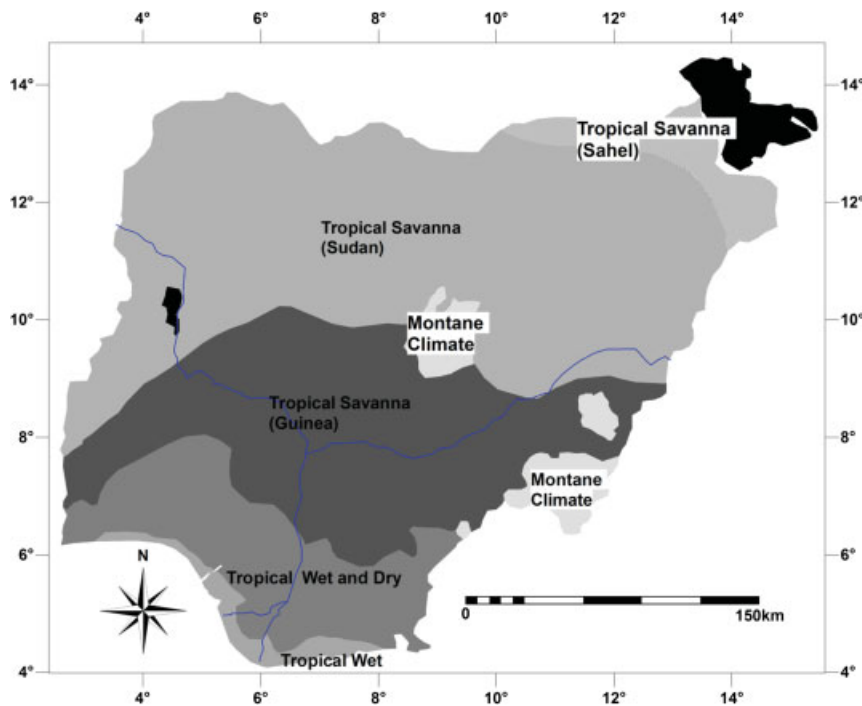 4° 6° 8° 10° 12° 14°
14° 14°
Tropical Savanna
(Sahel)
12° 12°
Tropical Savanna
(Sudan)
10° 10°
Montane
Climate
Tropical Savanna
(Guinea)
8° 8°
Montane
Climate
6° 6°
N
Tropical Wet and Dry
0 150km
Tropical Wet
4° 4°
4° 6° 8° 10° 12° 14°